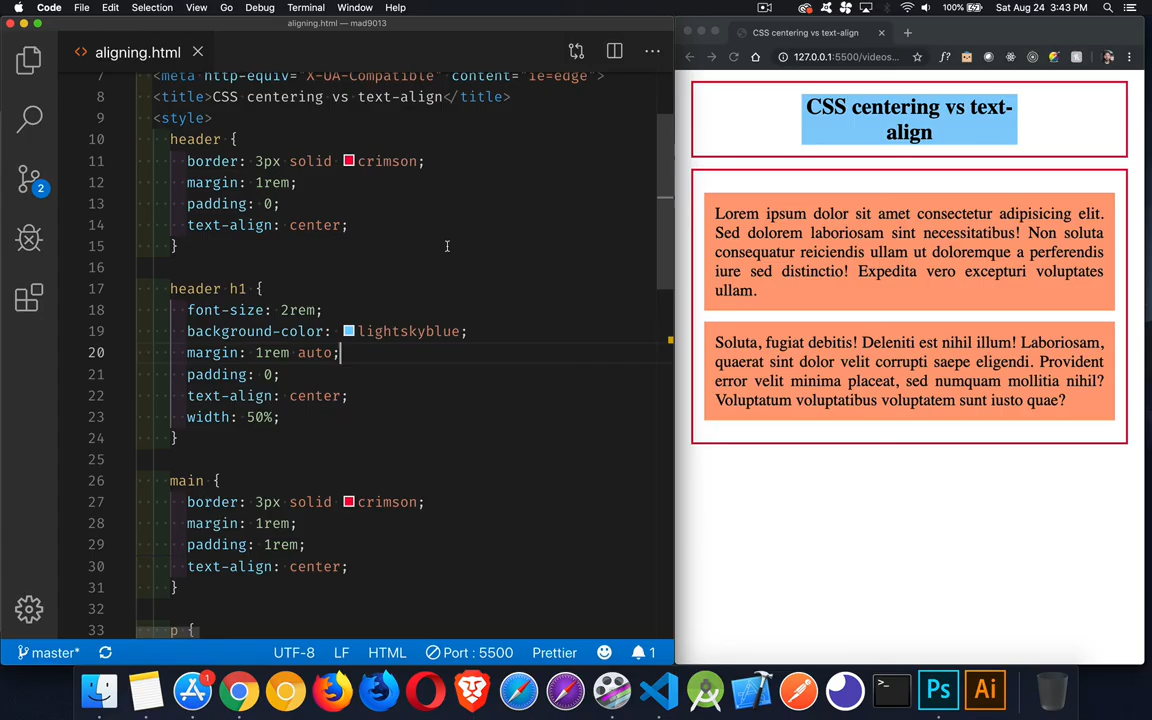 Code File Edit Selection View Go Debug Terminal Window Help 100% Sat Aug 24 3:43 PM
aligning.html — mad9013
aligning.html
7 <meta http-equiv="X-UA-Compatible" content="ie=edge">
8 <title>CSS centering vs text-align</title>
9 <style>
10 header {
11 border: 3px solid crimson;
12 margin: 1rem;
13 padding: 0;
14 text-align: center;
15 }
16
17 header h1 {
18 font-size: 2rem;
19 background-color: lightskyblue;
20 margin: 1rem auto;
21 padding: 0;
22 text-align: center;
23 width: 50%;
24 }
25
26 main {
27 border: 3px solid crimson;
28 margin: 1rem;
29 padding: 1rem;
30 text-align: center;
31 }
32
33 p {
2
master* UTF-8 LF HTML Port : 5500 Prettier 1
CSS centering vs text-align
127.0.0.1:5500/videos... f?
CSS centering vs text-
align
Lorem ipsum dolor sit amet consectetur adipisicing elit.
Sed dolorem laboriosam sint necessitatibus! Non soluta
consequatur reiciendis ullam ut doloremque a perferendis
iure sed distinctio! Expedita vero excepturi voluptates
ullam.
Soluta, fugiat debitis! Deleniti est nihil illum! Laboriosam,
quaerat sint dolor velit corrupti saepe eligendi. Provident
error velit minima placeat, sed numquam mollitia nihil?
Voluptatum voluptatibus voluptatem sunt iusto quae?
1
Ps
Ai